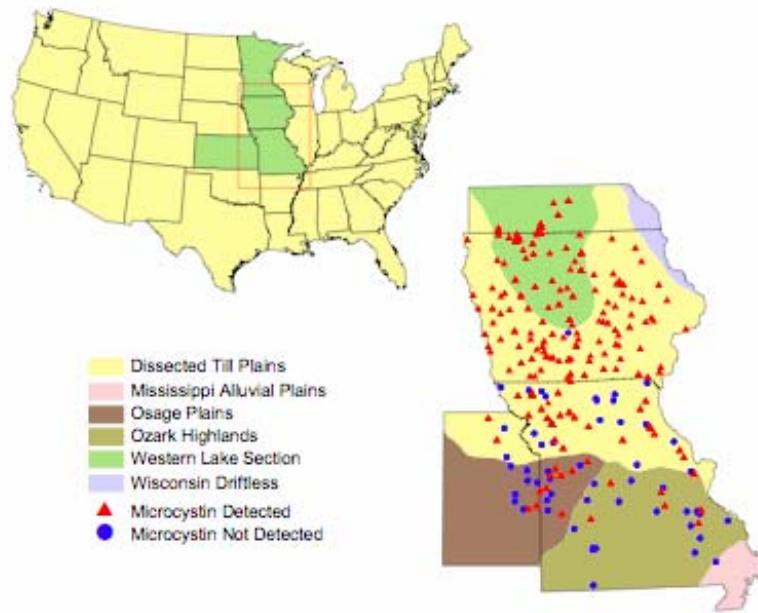 Dissected Till Plains
Mississippi Alluvial Plains
Osage Plains
Ozark Highlands
Western Lake Section
Wisconsin Driftless
Microcystin Detected
Microcystin Not Detected